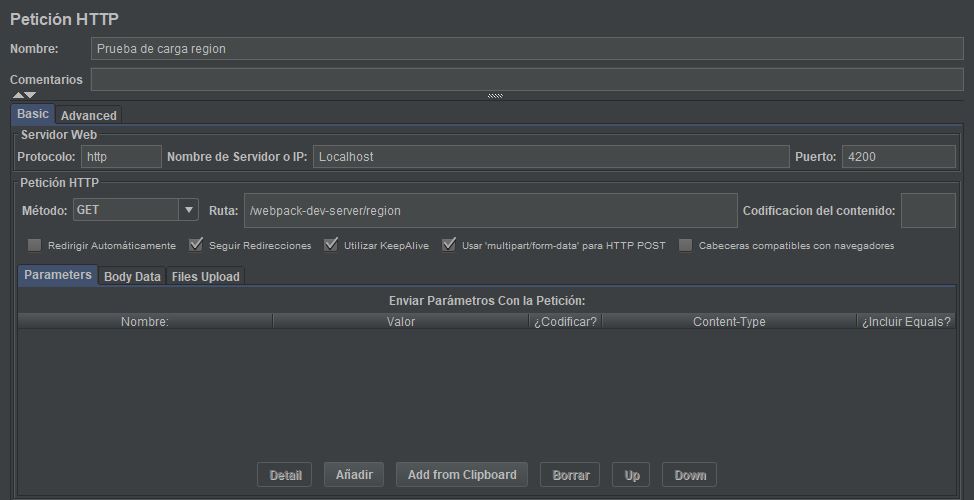 Petición HTTP
Nombre: Prueba de carga region
Comentarios
Basic Advanced
Servidor Web
Protocolo: http Nombre de Servidor o IP: Localhost Puerto: 4200
Petición HTTP
Método: GET Ruta: /webpack-dev-server/region Codificacion del contenido:
Redirigir Automáticamente Seguir Redirecciones Utilizar KeepAlive Usar 'multipart/form-data' para HTTP POST Cabeceras compatibles con navegadores
Parameters Body Data Files Upload
Enviar Parámetros Con la Petición:
Nombre: Valor ¿Codificar? Content-Type ¿Incluir Equals?
Detail Añadir Add from Clipboard Borrar Up Down